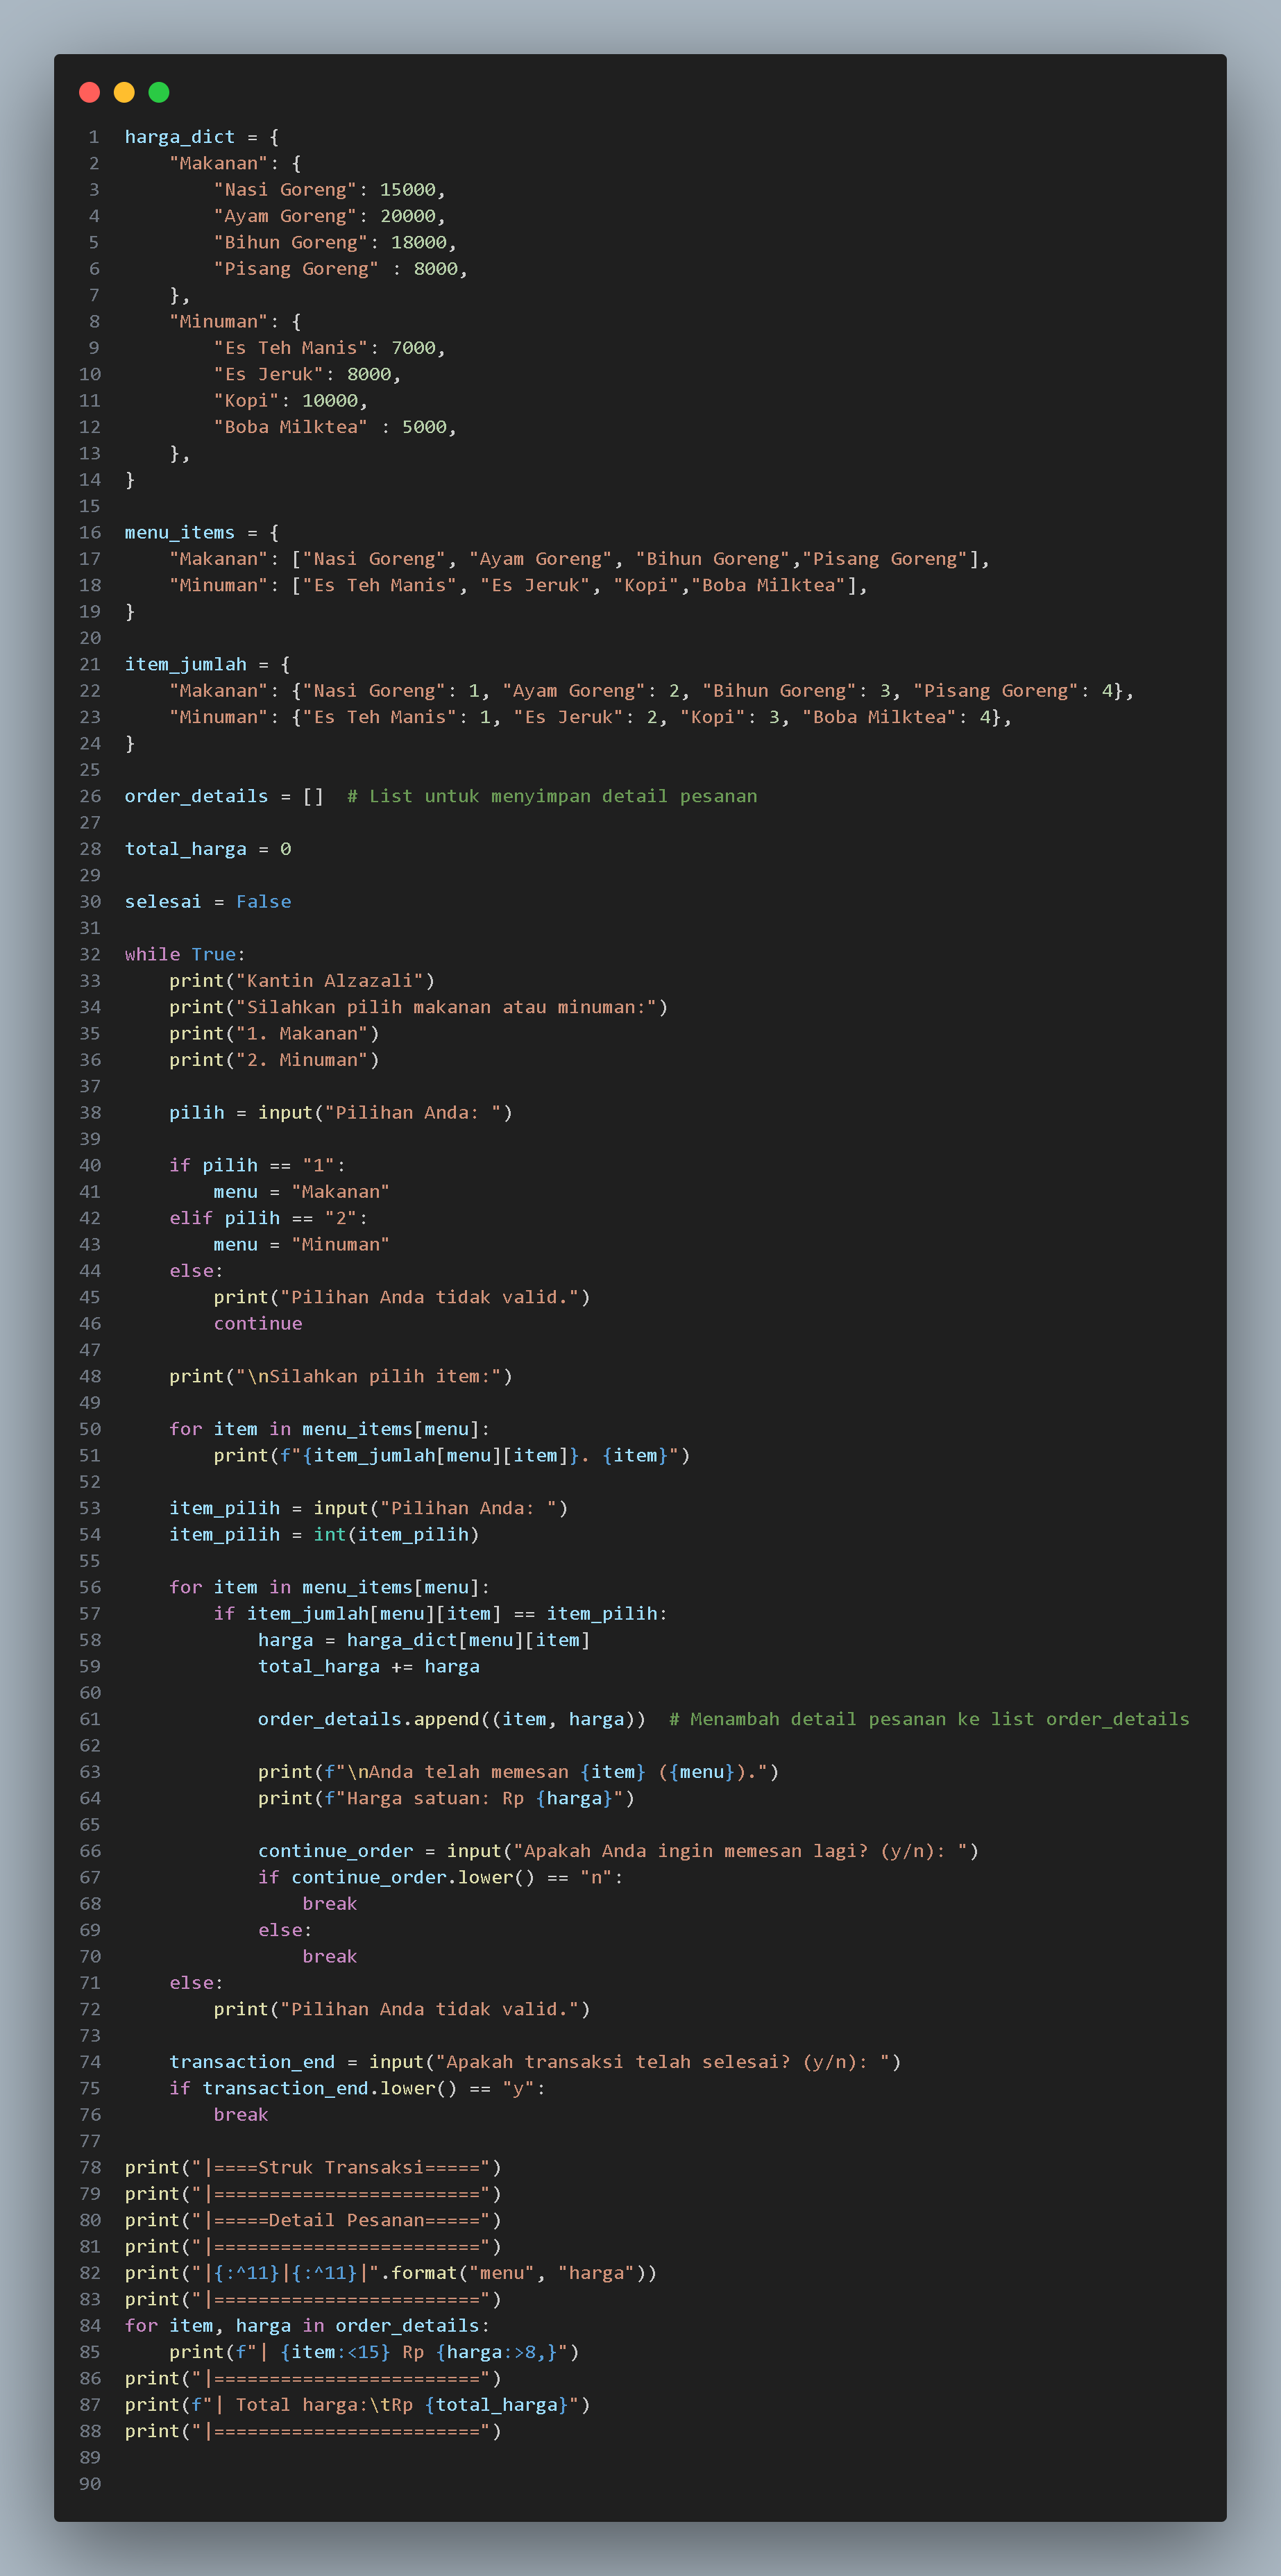 1 harga_dict = {
2     "Makanan": {
3         "Nasi Goreng": 15000,
4         "Ayam Goreng": 20000,
5         "Bihun Goreng": 18000,
6         "Pisang Goreng" : 8000,
7     },
8     "Minuman": {
9         "Es Teh Manis": 7000,
10         "Es Jeruk": 8000,
11         "Kopi": 10000,
12         "Boba Milktea" : 5000,
13     },
14 }
15
16 menu_items = {
17     "Makanan": ["Nasi Goreng", "Ayam Goreng", "Bihun Goreng","Pisang Goreng"],
18     "Minuman": ["Es Teh Manis", "Es Jeruk", "Kopi","Boba Milktea"],
19 }
20
21 item_jumlah = {
22     "Makanan": {"Nasi Goreng": 1, "Ayam Goreng": 2, "Bihun Goreng": 3, "Pisang Goreng": 4},
23     "Minuman": {"Es Teh Manis": 1, "Es Jeruk": 2, "Kopi": 3, "Boba Milktea": 4},
24 }
25
26 order_details = []  # List untuk menyimpan detail pesanan
27
28 total_harga = 0
29
30 selesai = False
31
32 while True:
33     print("Kantin Alzazali")
34     print("Silahkan pilih makanan atau minuman:")
35     print("1. Makanan")
36     print("2. Minuman")
37
38     pilih = input("Pilihan Anda: ")
39
40     if pilih == "1":
41         menu = "Makanan"
42     elif pilih == "2":
43         menu = "Minuman"
44     else:
45         print("Pilihan Anda tidak valid.")
46         continue
47
48     print("\nSilahkan pilih item:")
49
50     for item in menu_items[menu]:
51         print(f"{item_jumlah[menu][item]}. {item}")
52
53     item_pilih = input("Pilihan Anda: ")
54     item_pilih = int(item_pilih)
55
56     for item in menu_items[menu]:
57         if item_jumlah[menu][item] == item_pilih:
58             harga = harga_dict[menu][item]
59             total_harga += harga
60
61             order_details.append((item, harga))  # Menambah detail pesanan ke list order_details
62
63             print(f"\nAnda telah memesan {item} ({menu}).")
64             print(f"Harga satuan: Rp {harga}")
65
66             continue_order = input("Apakah Anda ingin memesan lagi? (y/n): ")
67             if continue_order.lower() == "n":
68                 break
69             else:
70                 break
71     else:
72         print("Pilihan Anda tidak valid.")
73
74     transaction_end = input("Apakah transaksi telah selesai? (y/n): ")
75     if transaction_end.lower() == "y":
76         break
77
78 print("|====Struk Transaksi=====")
79 print("|========================")
80 print("|=====Detail Pesanan=====")
81 print("|========================")
82 print("|{:^11}|{:^11}|".format("menu", "harga"))
83 print("|========================")
84 for item, harga in order_details:
85     print(f"| {item:<15} Rp {harga:>8,}")
86 print("|========================")
87 print(f"| Total harga:\tRp {total_harga}")
88 print("|========================")
89
90